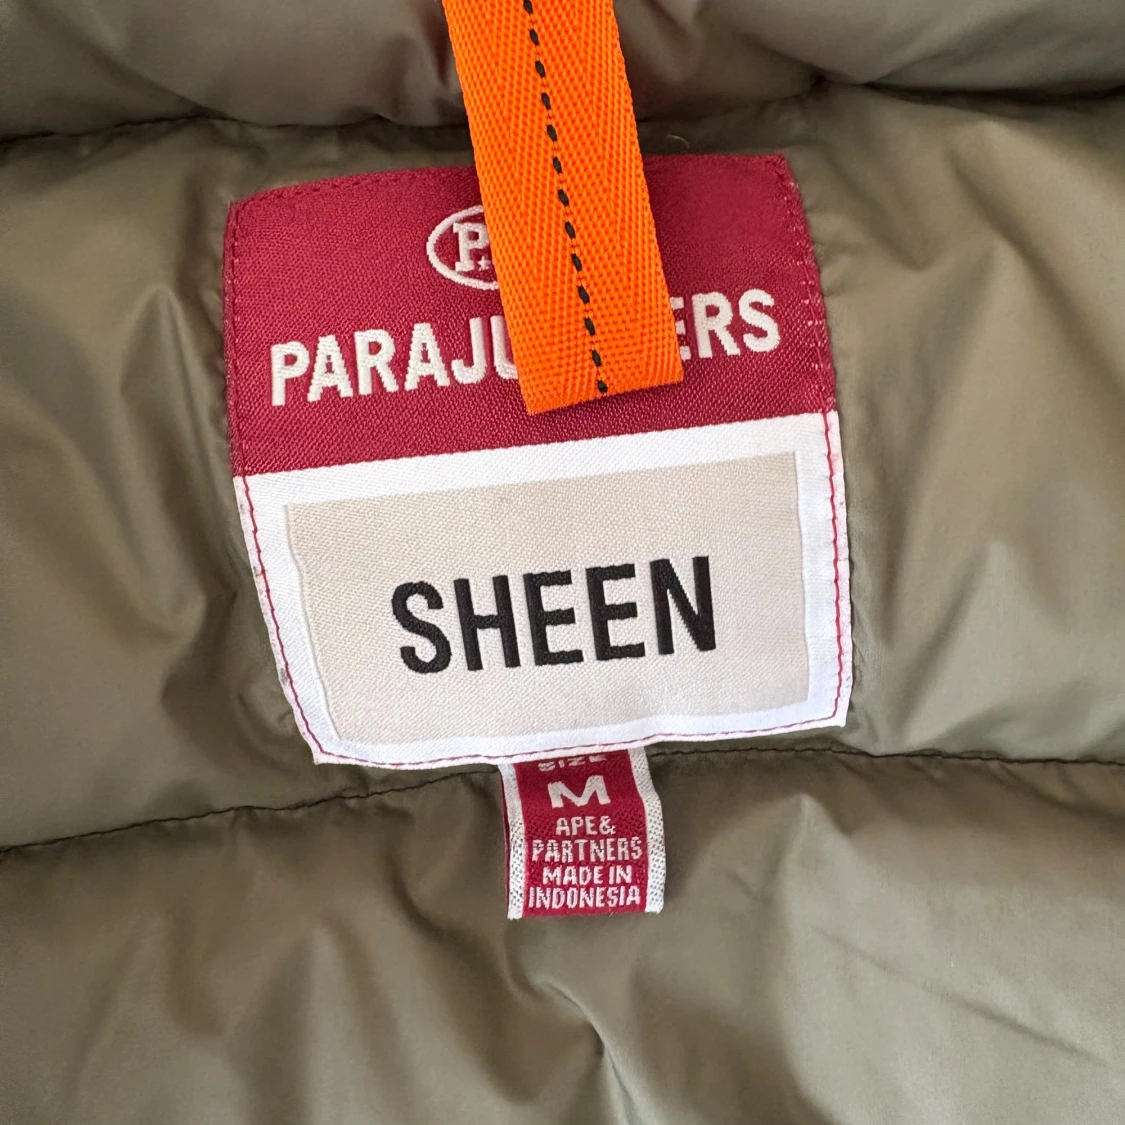 P.
PARAJU ERS
SHEEN
SIZE
M
APE&
PARTNERS
MADE IN
INDONESIA